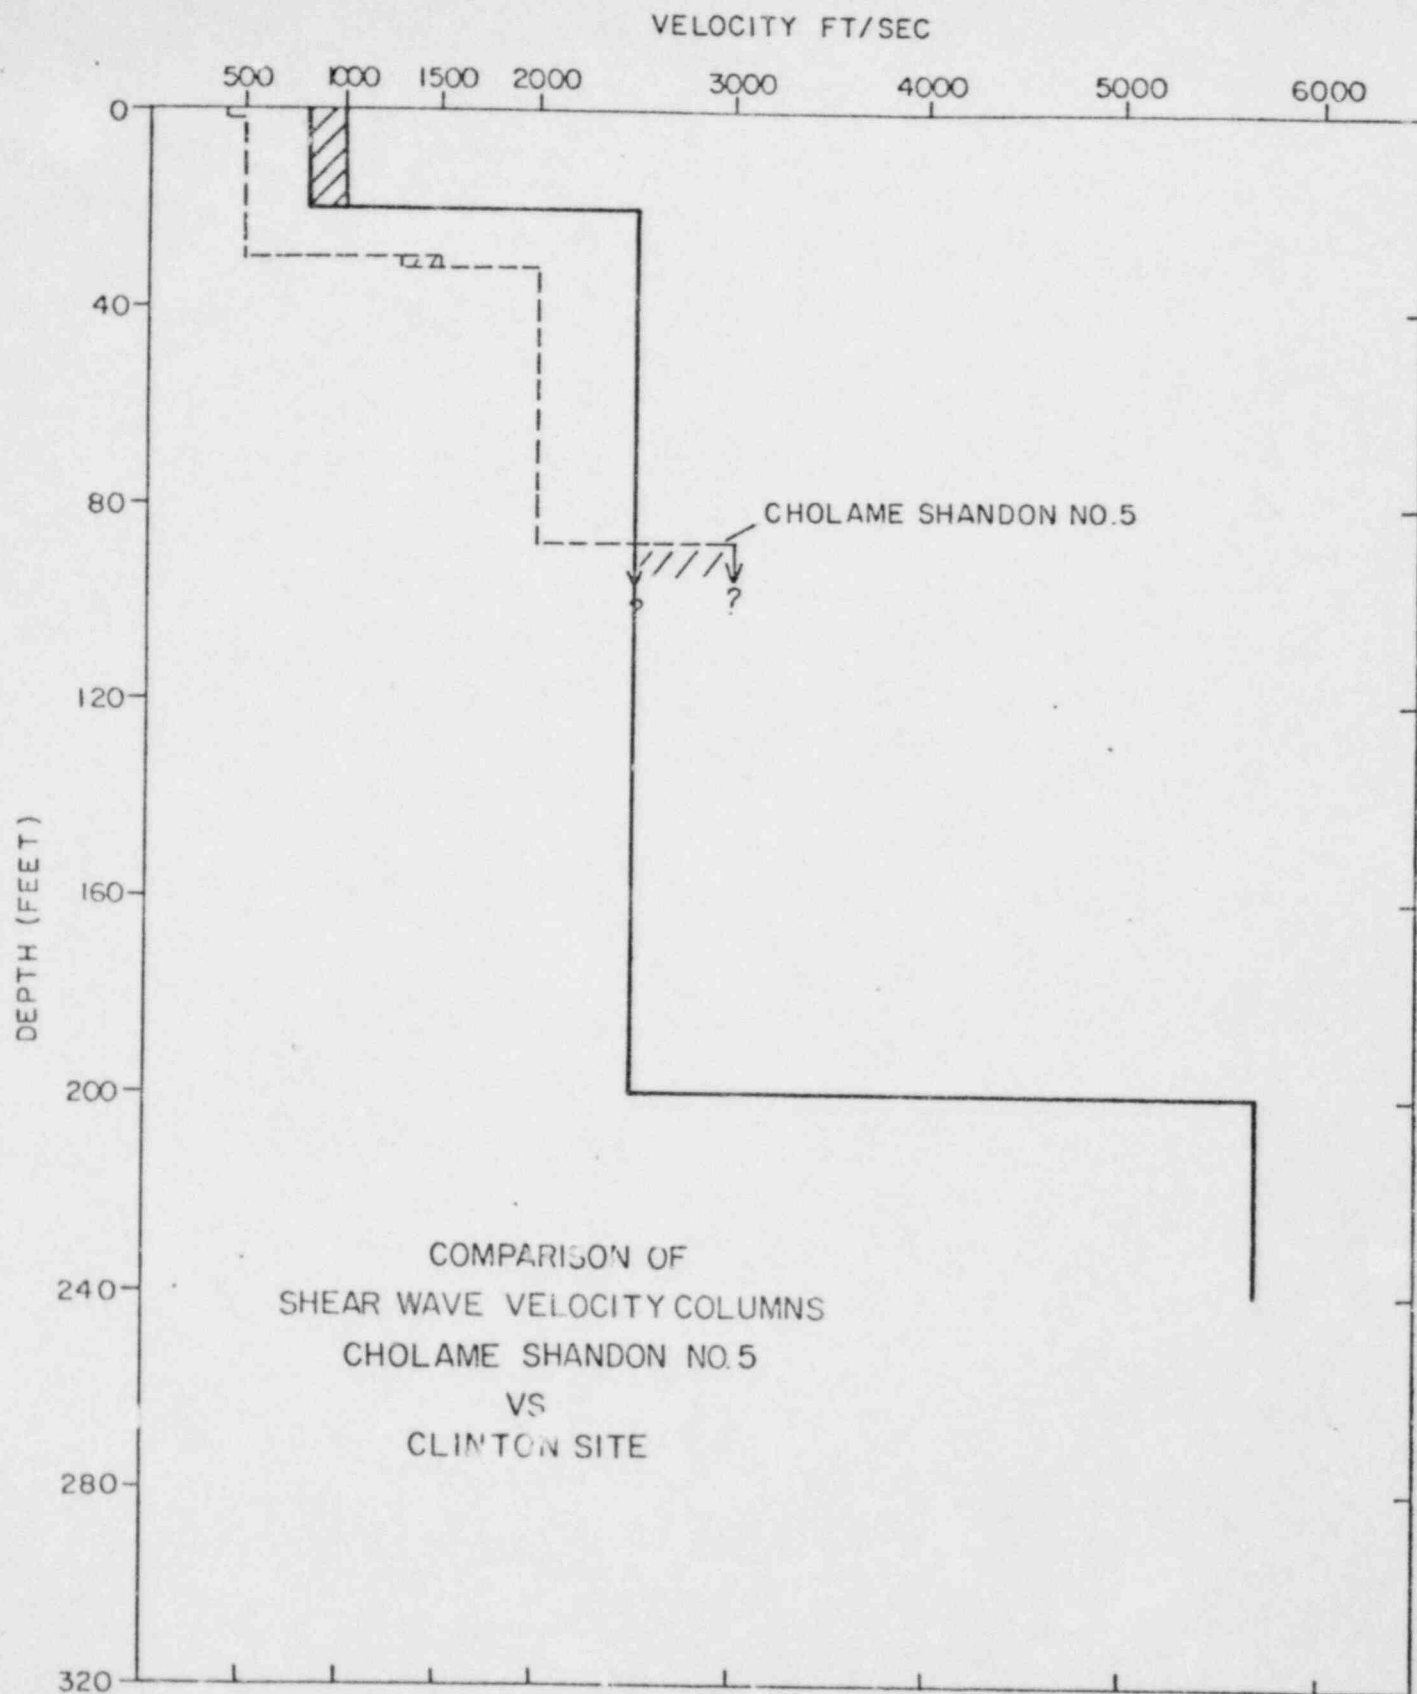 VELOCITY FT/SEC
500 1000 1500 2000 3000 4000 5000 6000
0
40
80
CHOLAME SHANDON NO.5
?
?
120
DEPTH (FEET)
160
200
COMPARISON OF
240
SHEAR WAVE VELOCITY COLUMNS
CHOLAME SHANDON NO.5
VS
CLINTON SITE
280
320